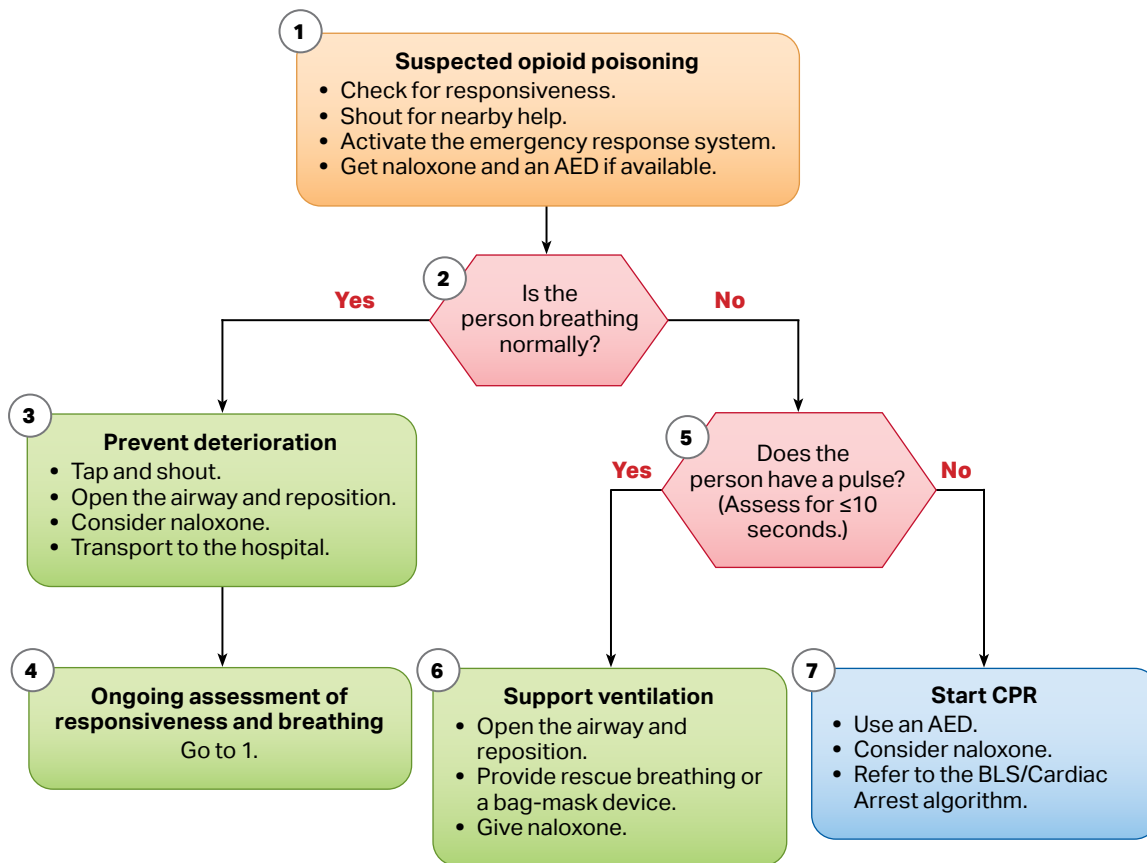 1
Suspected opioid poisoning
• Check for responsiveness.
• Shout for nearby help.
• Activate the emergency response system.
• Get naloxone and an AED if available.
2
Is the
person breathing
normally?
Yes
No
3
Prevent deterioration
• Tap and shout.
• Open the airway and reposition.
• Consider naloxone.
• Transport to the hospital.
4
Ongoing assessment of
responsiveness and breathing
Go to 1.
5
Does the
person have a pulse?
(Assess for ≤10
seconds.)
Yes
No
6
Support ventilation
• Open the airway and
reposition.
• Provide rescue breathing or
a bag-mask device.
• Give naloxone.
7
Start CPR
• Use an AED.
• Consider naloxone.
• Refer to the BLS/Cardiac
Arrest algorithm.